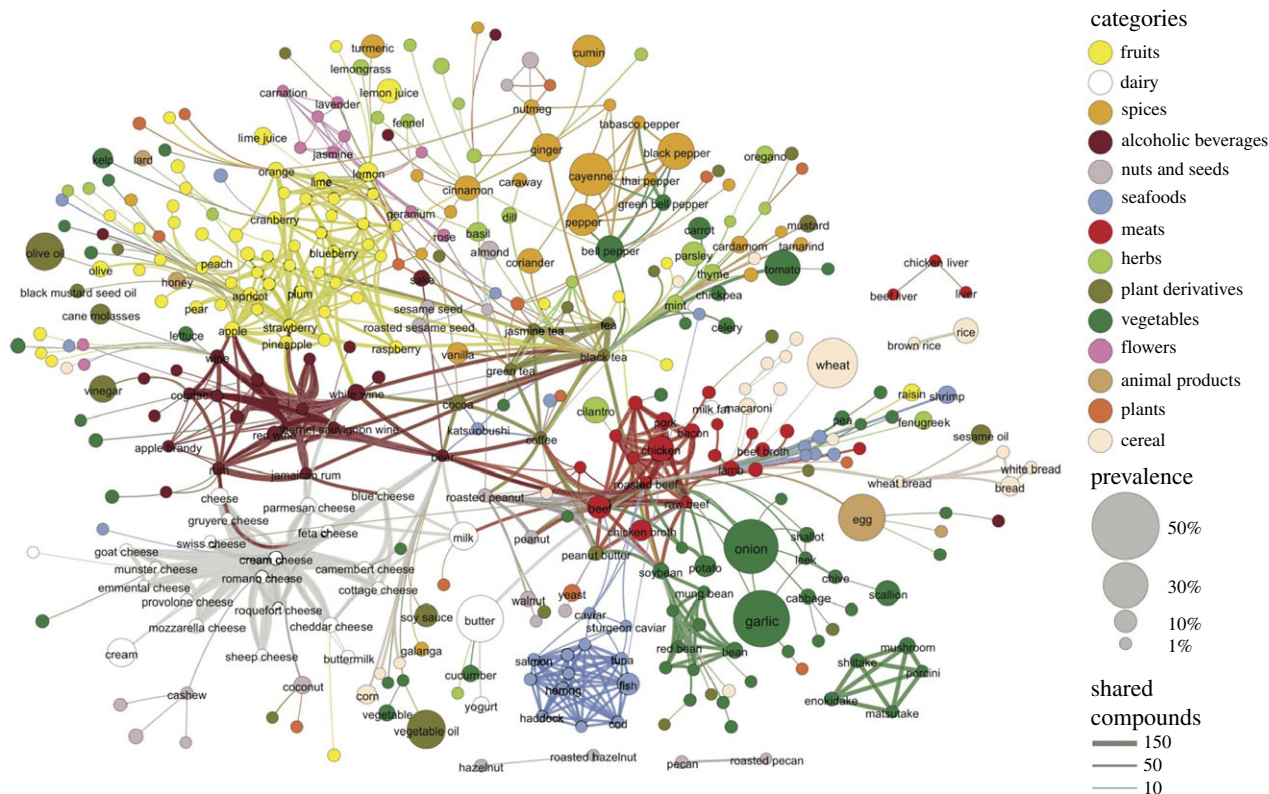 categories
fruits
dairy
spices
alcoholic beverages
nuts and seeds
seafoods
meats
herbs
plant derivatives
vegetables
flowers
animal products
plants
cereal
prevalence
50%
30%
10%
1%
shared
compounds
150
50
10
turmeric
cumin
lemongrass
carnation
lemon juice
lavender
nutmeg
fennel
tabasco pepper
lime juice
ginger
black pepper
jasmine
kelp
lard
oregano
orange
lime
lemon
cayenne
thai pepper
cinnamon
caraway
green bell pepper
cranberry
geranium
dill
pepper
basil
carrot
mustard
rose
almond
bell pepper
cardamom
tamarind
olive oil
blueberry
parsley
coriander
chicken liver
olive
peach
thyme
tomato
honey
sake
black mustard seed oil
apricot
plum
chickpea
beef liver
liver
pear
sesame seed
mint
cane molasses
lettuce
apple
strawberry
roasted sesame seed
jasmine tea
tea
celery
rice
pineapple
raspberry
vanilla
black tea
brown rice
wine
green tea
wheat
vinegar
cognac
white wine
cocoa
cilantro
milk fat
macaroni
raisin
shrimp
pork
pea
fenugreek
red wine
cabernet sauvignon wine
katsuobushi
bacon
sesame oil
apple brandy
coffee
chicken
beef broth
rum
jamaican rum
beer
lamb
white bread
cheese
blue cheese
roasted peanut
roasted beef
wheat bread
bread
parmesan cheese
beef
raw beef
gruyere cheese
feta cheese
egg
swiss cheese
milk
peanut
chicken broth
shallot
goat cheese
cream cheese
peanut butter
onion
munster cheese
camembert cheese
leek
romano cheese
soybean
potato
emmental cheese
cottage cheese
chive
provolone cheese
walnut
yeast
mung bean
cabbage
scallion
roquefort cheese
soy sauce
butter
caviar
mozzarella cheese
cheddar cheese
sturgeon caviar
garlic
galanga
red bean
bean
mushroom
cream
sheep cheese
buttermilk
salmon
tuna
shiitake
cucumber
porcini
cashew
coconut
corn
herring
fish
yogurt
enokidake
vegetable
haddock
cod
matsutake
vegetable oil
roasted hazelnut
hazelnut
pecan
roasted pecan